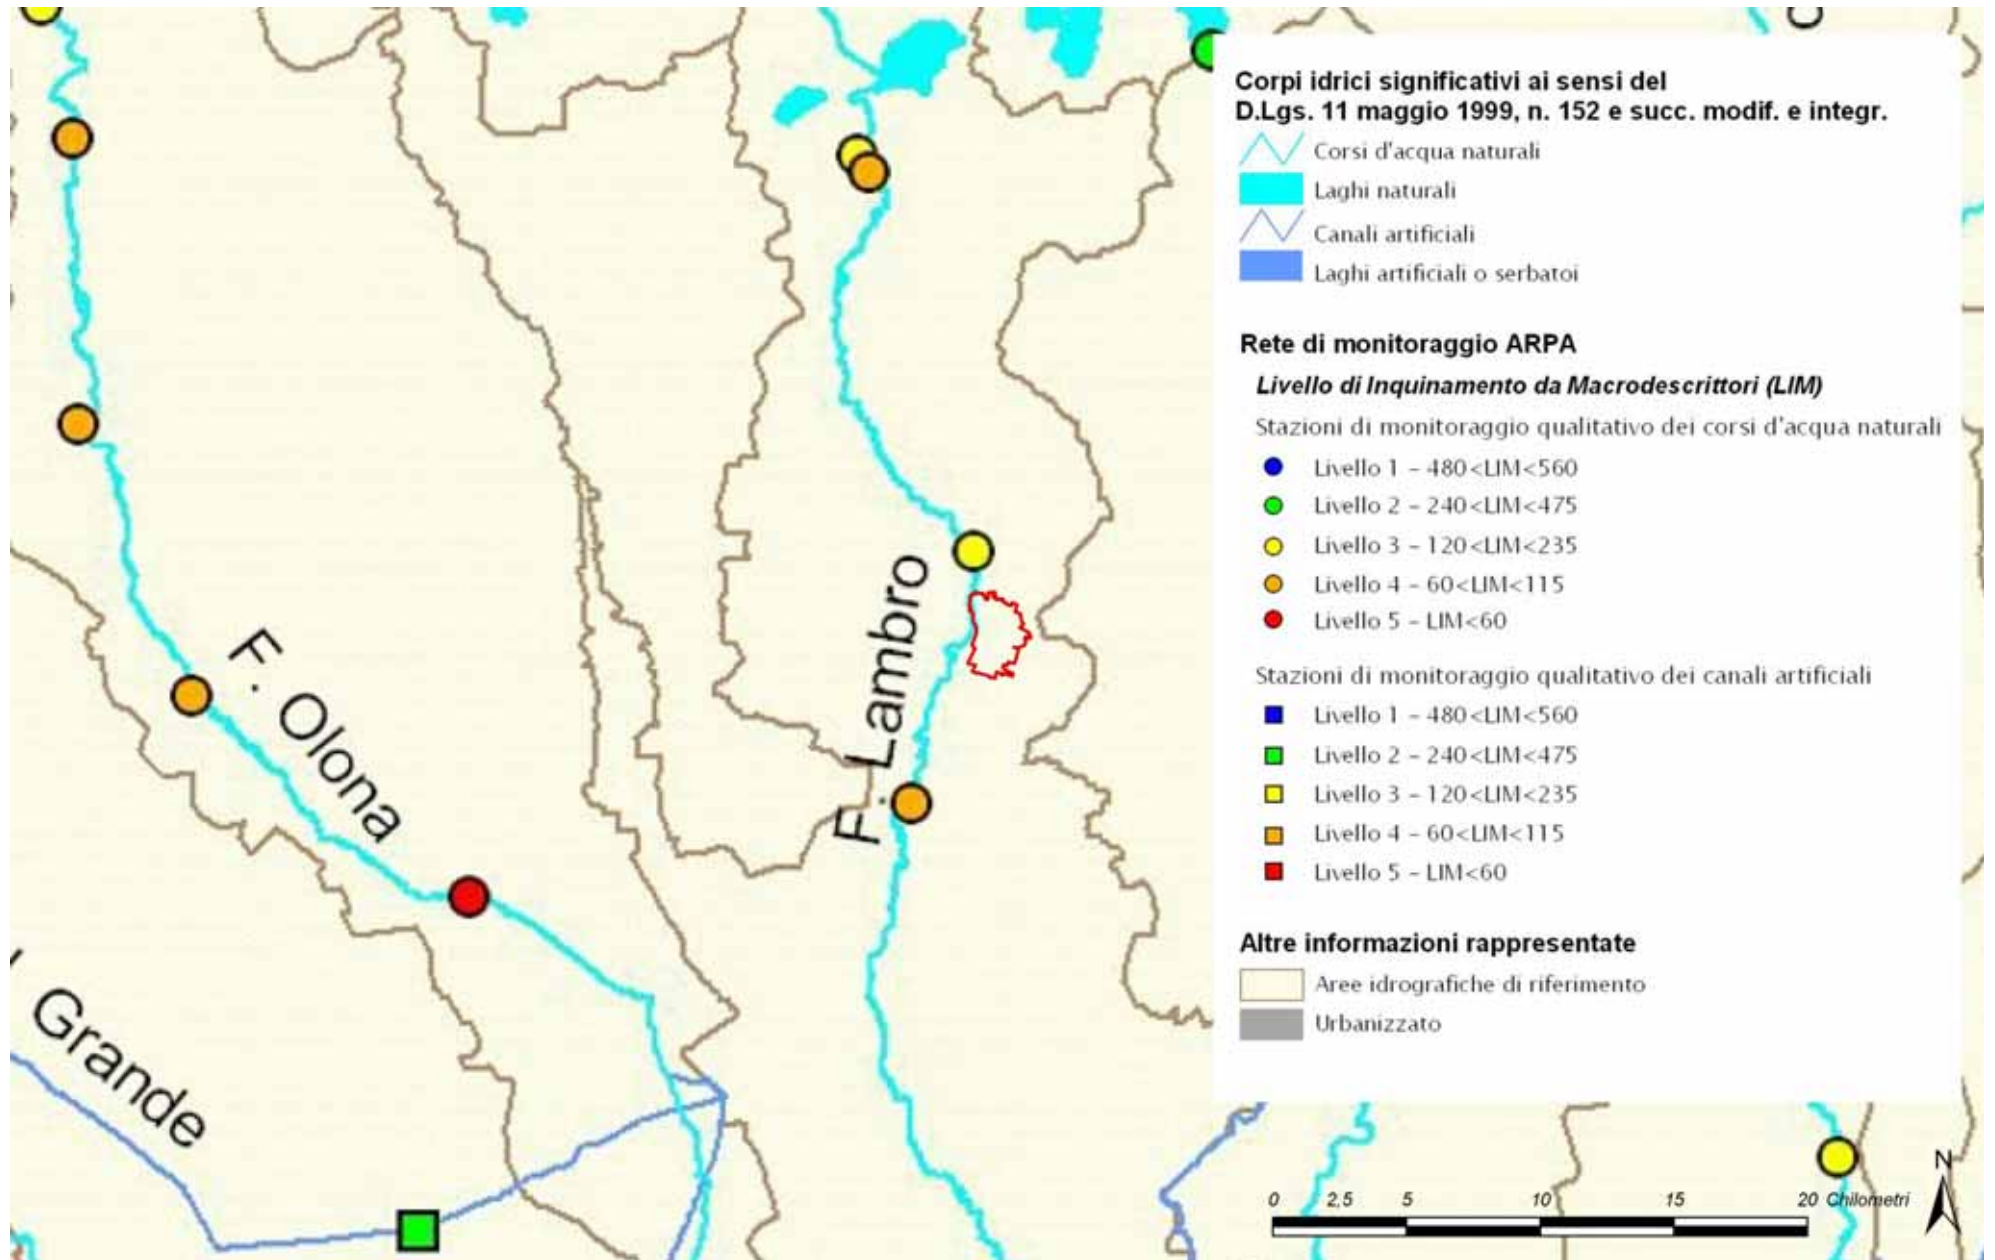 F. Olona
F. Lambro
Grande
Corpi idrici significativi ai sensi del
D.Lgs. 11 maggio 1999, n. 152 e succ. modif. e integr.
Corsi d'acqua naturali
Laghi naturali
Canali artificiali
Laghi artificiali o serbatoi
Rete di monitoraggio ARPA
Livello di Inquinamento da Macrodescrittori (LIM)
Stazioni di monitoraggio qualitativo dei corsi d'acqua naturali
Livello 1 – 480<LIM<560
Livello 2 – 240<LIM<475
Livello 3 – 120<LIM<235
Livello 4 – 60<LIM<115
Livello 5 – LIM<60
Stazioni di monitoraggio qualitativo dei canali artificiali
Livello 1 – 480<LIM<560
Livello 2 – 240<LIM<475
Livello 3 – 120<LIM<235
Livello 4 – 60<LIM<115
Livello 5 – LIM<60
Altre informazioni rappresentate
Aree idrografiche di riferimento
Urbanizzato
0 2,5 5 10 15 20 Chilometri
N